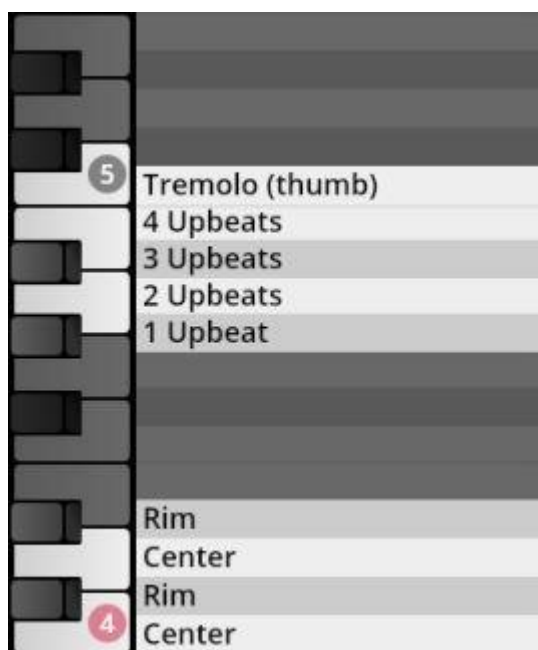 5
Tremolo (thumb)
4 Upbeats
3 Upbeats
2 Upbeats
1 Upbeat
Rim
Center
Rim
4
Center